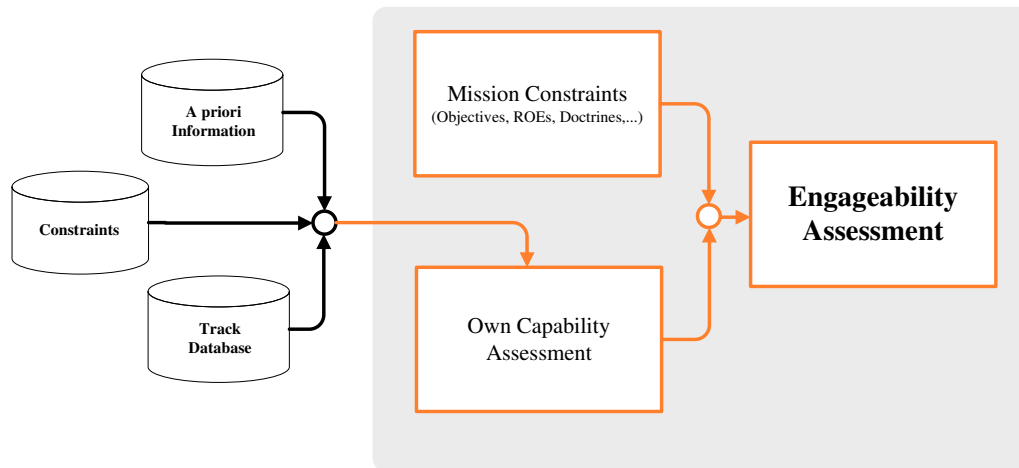 A priori
Information
Constraints
Track
Database
Mission Constraints
(Objectives, ROEs, Doctrines,...)
Own Capability
Assessment
Engageability
Assessment